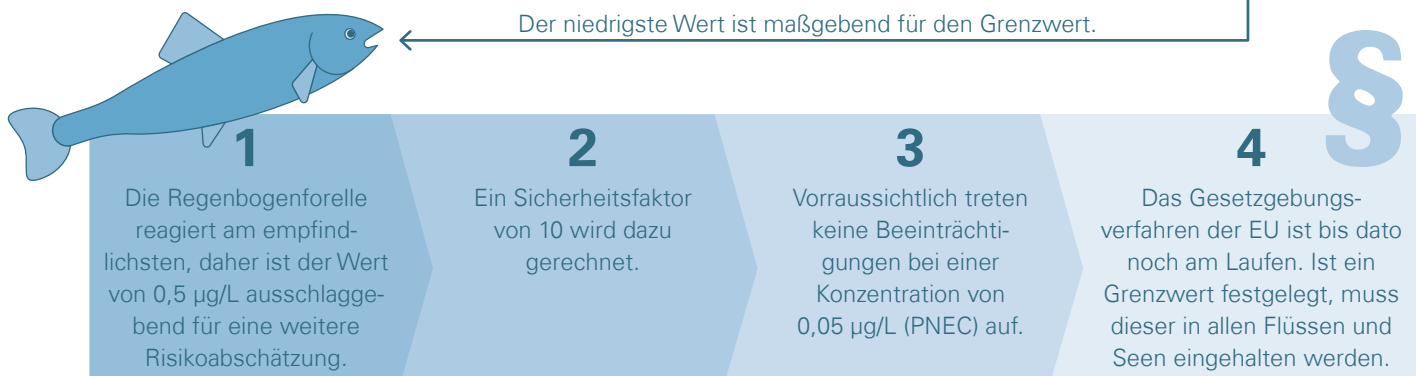 Der niedrigste Wert ist maßgebend für den Grenzwert.
§
1
Die Regenbogenforelle
reagiert am empfind-
lichsten, daher ist der Wert
von 0,5 µg/L ausschlagge-
bend für eine weitere
Risikoabschätzung.
2
Ein Sicherheitsfaktor
von 10 wird dazu
gerechnet.
3
Vorraussichtlich treten
keine Beeinträchti-
gungen bei einer
Konzentration von
0,05 µg/L (PNEC) auf.
4
Das Gesetzgebungs-
verfahren der EU ist bis dato
noch am Laufen. Ist ein
Grenzwert festgelegt, muss
dieser in allen Flüssen und
Seen eingehalten werden.